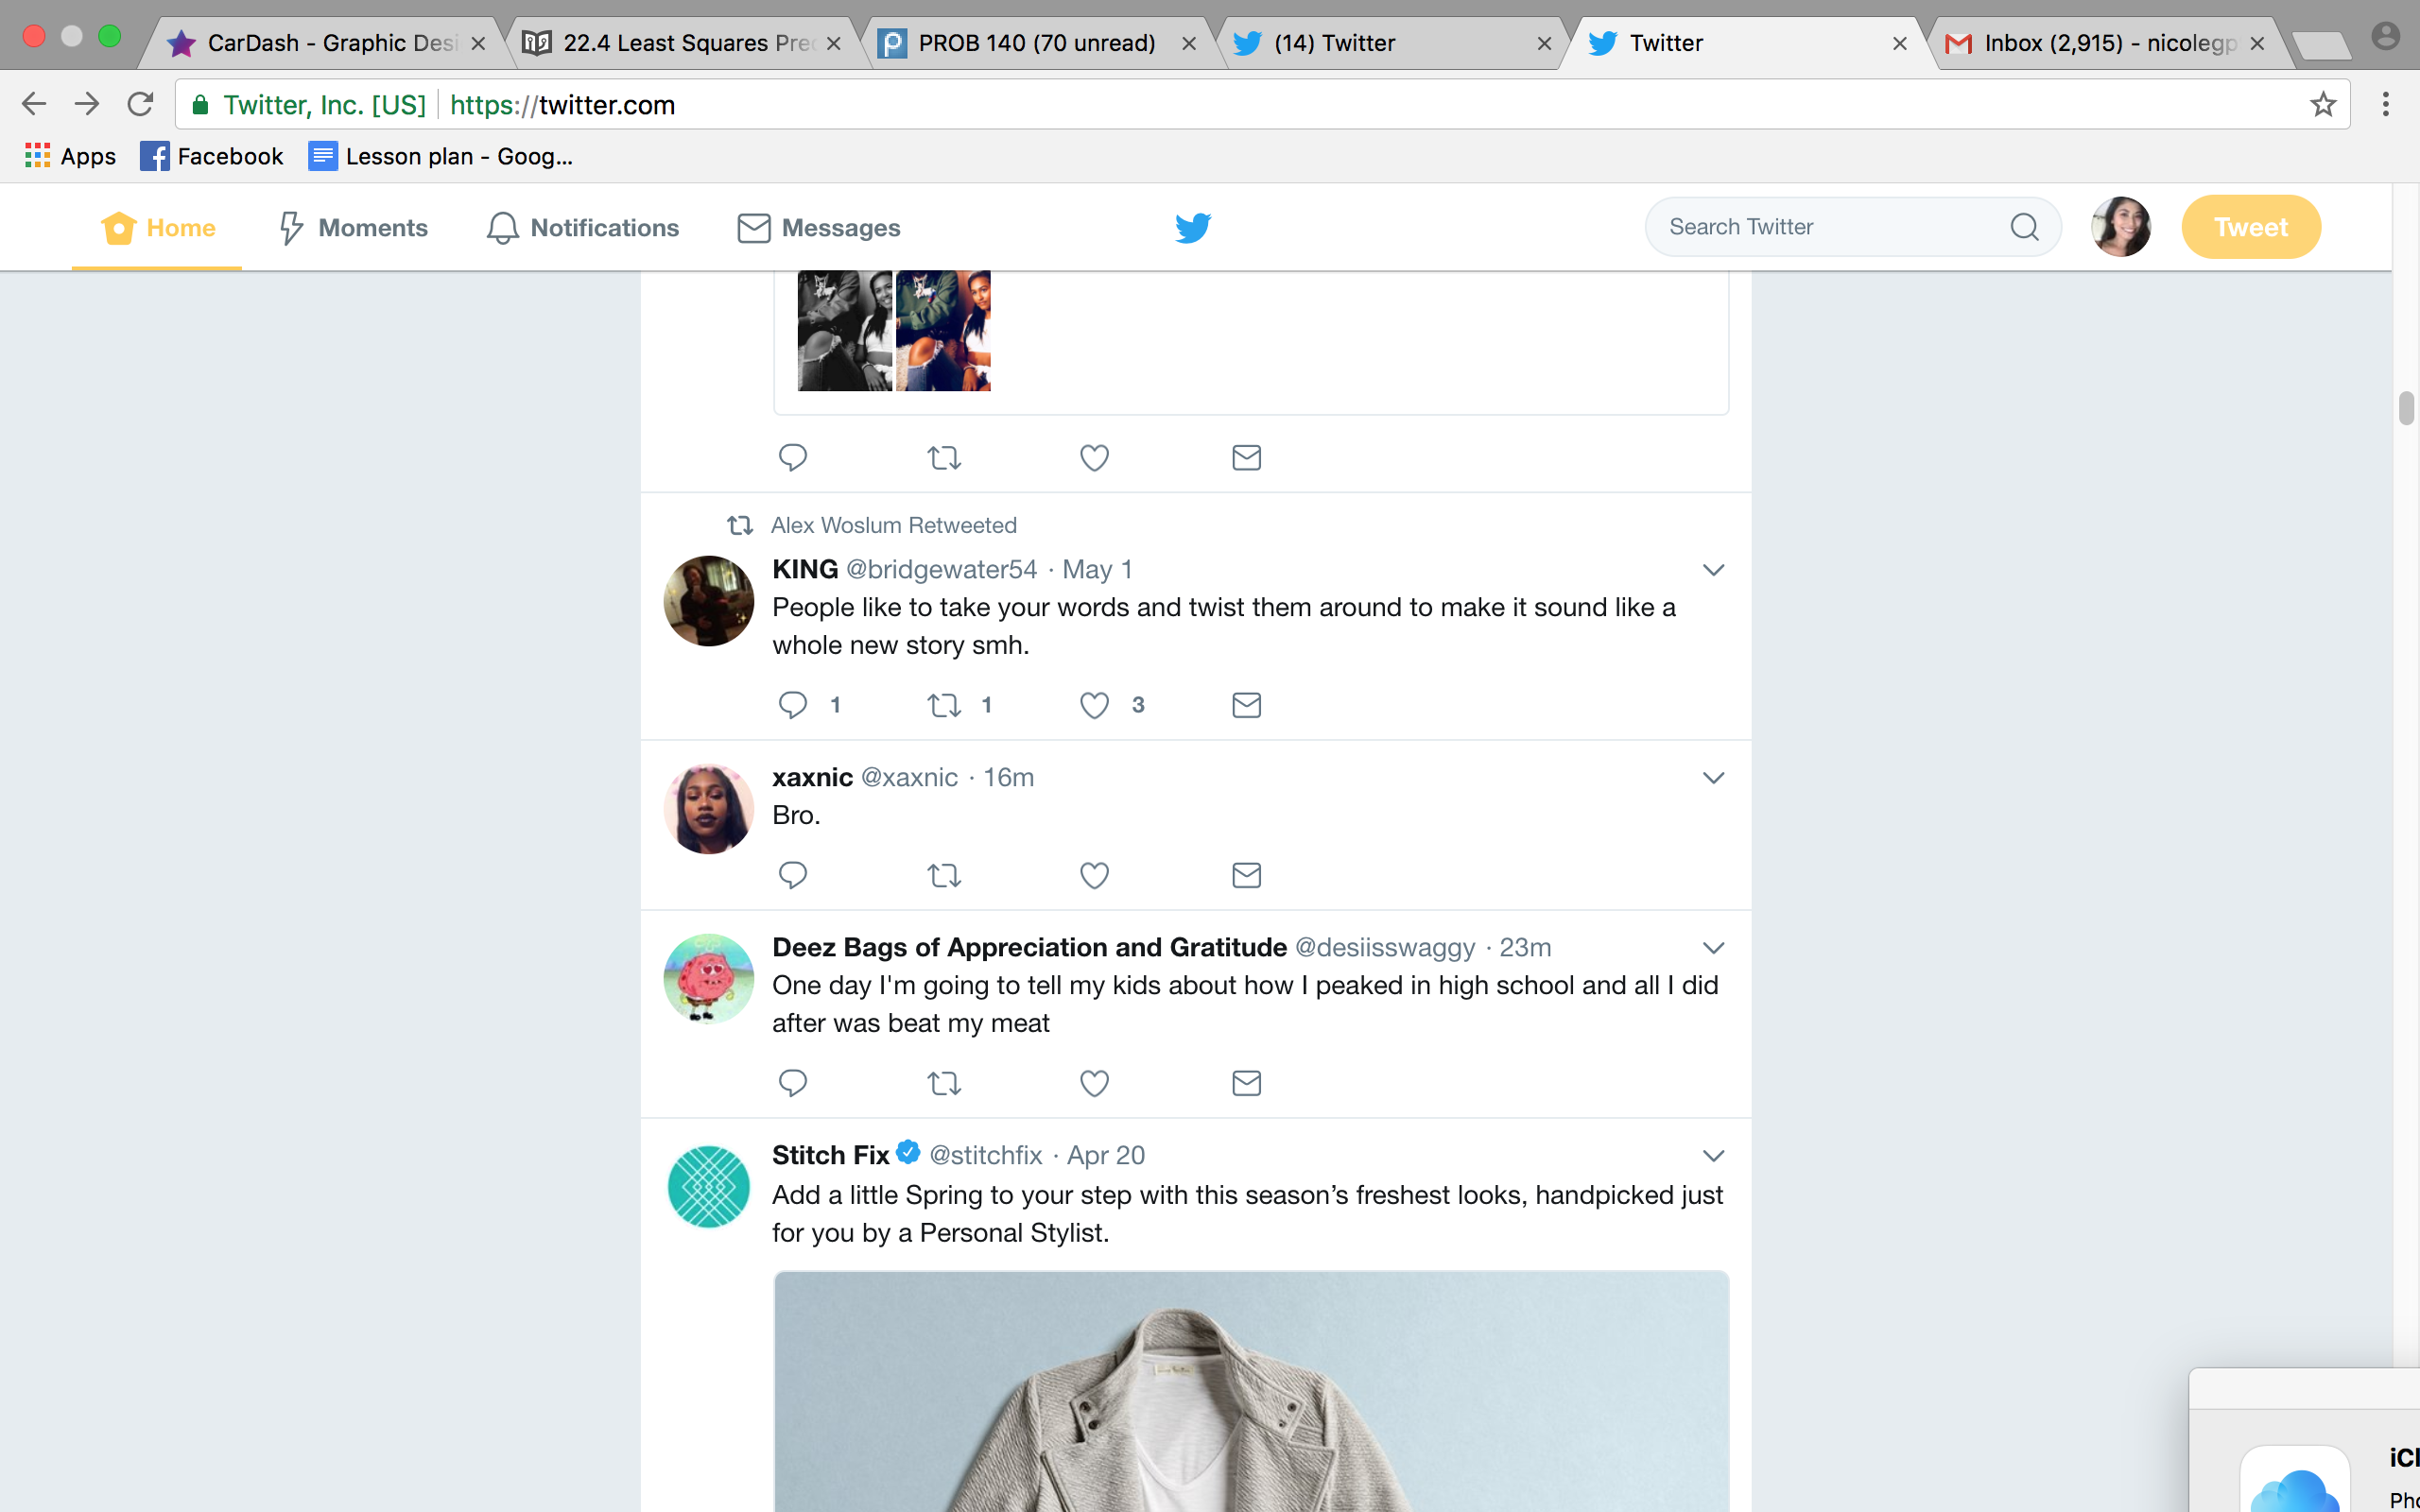 CarDash - Graphic Desi
22.4 Least Squares Pre
PROB 140 (70 unread)
(14) Twitter
Twitter
Inbox (2,915) - nicolegp
Twitter, Inc. [US] https://twitter.com
Apps Facebook Lesson plan - Goog...
Home Moments Notifications Messages Search Twitter Tweet
Alex Woslum Retweeted
KING @bridgewater54 · May 1
People like to take your words and twist them around to make it sound like a
whole new story smh.
1 1 3
xaxnic @xaxnic · 16m
Bro.
Deez Bags of Appreciation and Gratitude @desiisswaggy · 23m
One day I'm going to tell my kids about how I peaked in high school and all I did
after was beat my meat
Stitch Fix @stitchfix · Apr 20
Add a little Spring to your step with this season’s freshest looks, handpicked just
for you by a Personal Stylist.
iCl
Pho